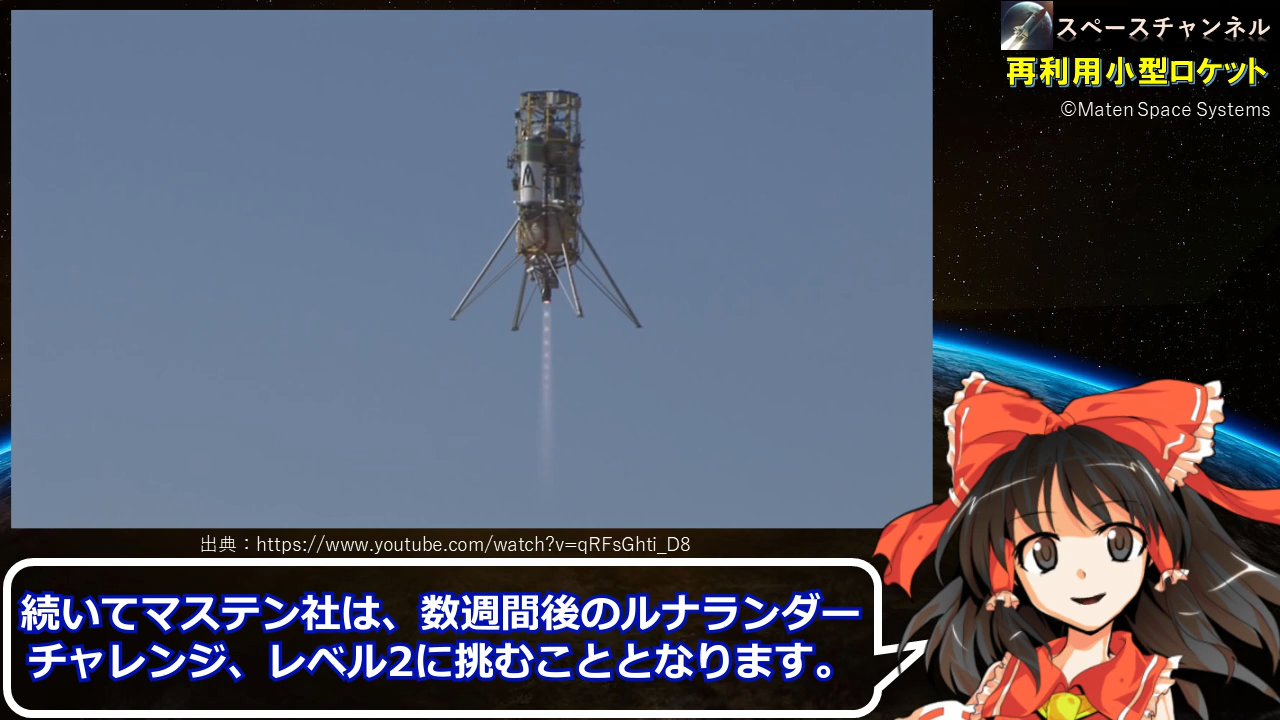 スペースチャンネル
再利用小型ロケット
©Maten Space Systems
出典：https://www.youtube.com/watch?v=qRFsGhti_D8
続いてマステン社は、数週間後のルナランダー
チャレンジ、レベル2に挑むこととなります。